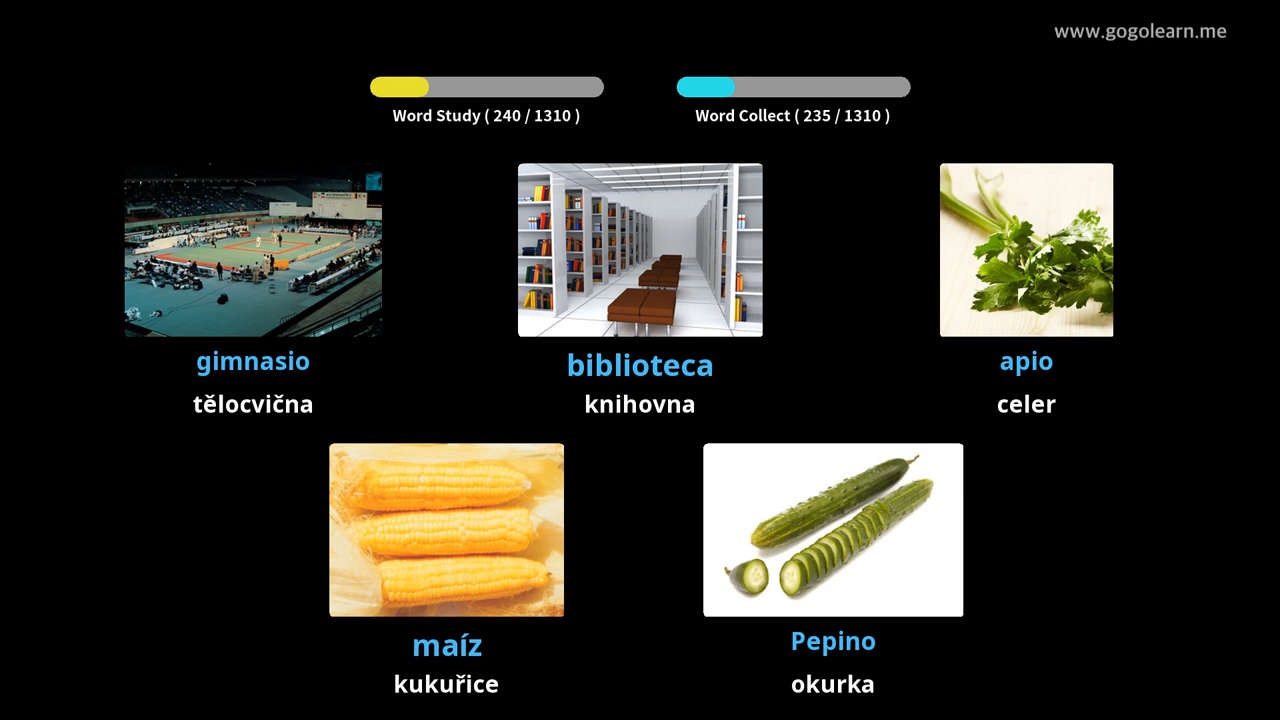 www.gogolearn.me
Word Study ( 240 / 1310 )
Word Collect ( 235 / 1310 )
gimnasio
tělocvična
biblioteca
knihovna
apio
celer
maíz
kukuřice
Pepino
okurka